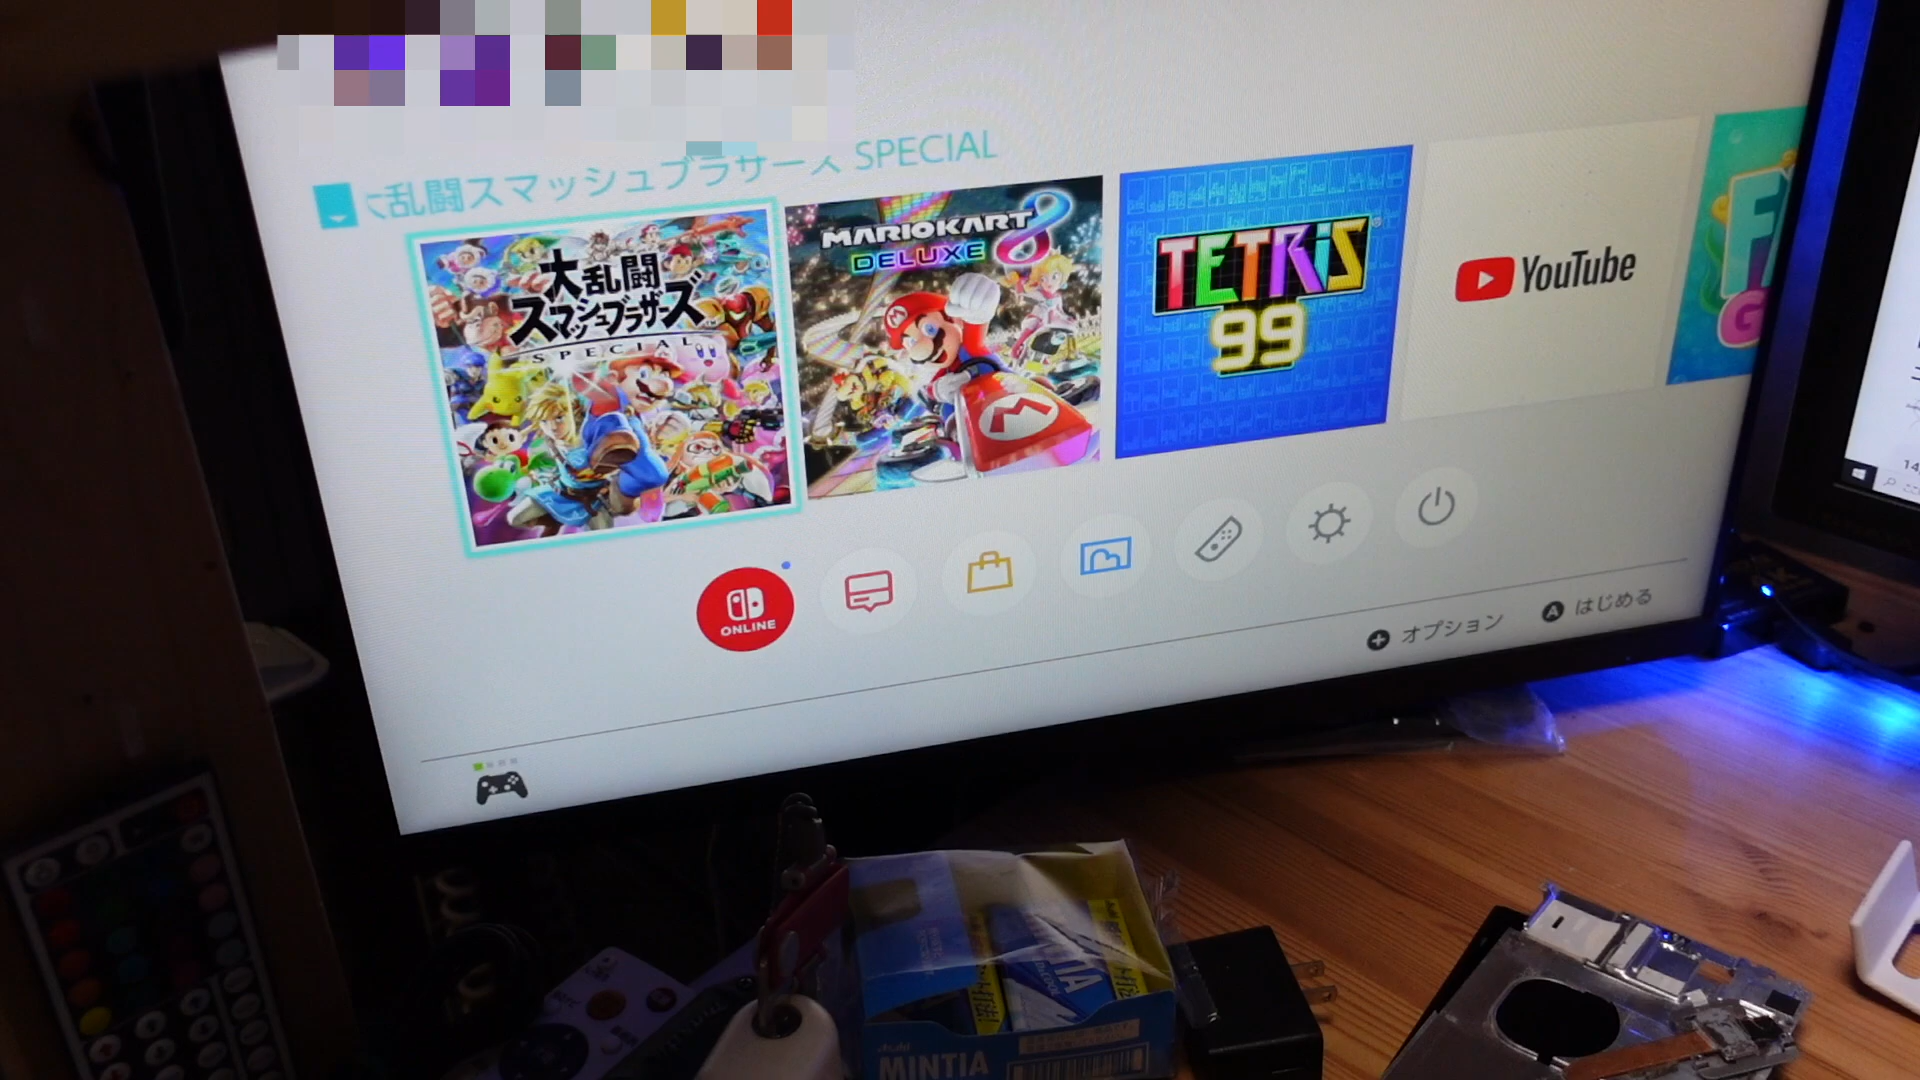 大乱闘スマッシュブラザーズ SPECIAL
大乱闘
スマッシュブラザーズ
SPECIAL
MARIOKART 8
DELUXE
TETRIS
99
YouTube
ONLINE
オプション
A はじめる
Asahi
MINTIA